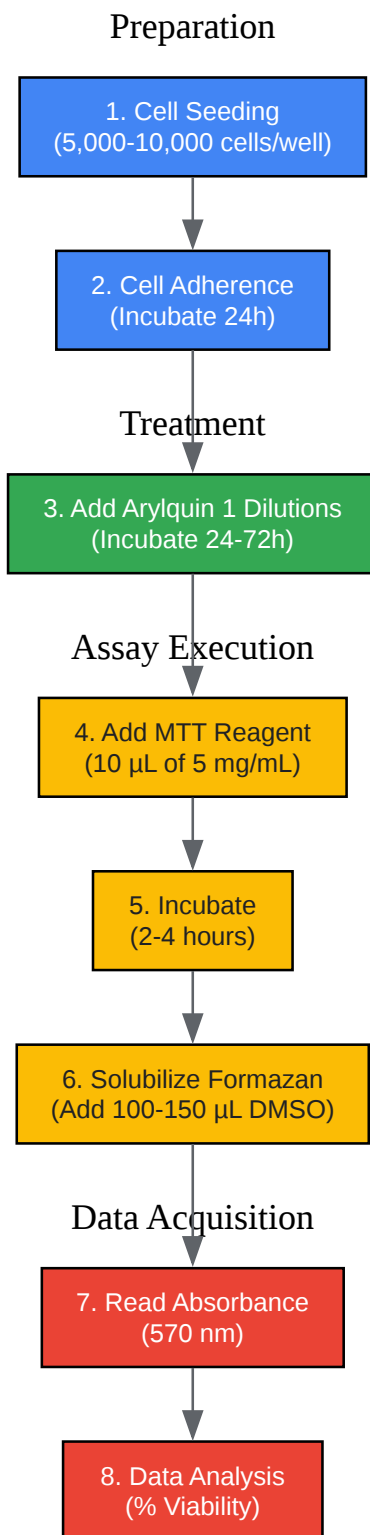 Preparation
1. Cell Seeding
(5,000-10,000 cells/well)
2. Cell Adherence
(Incubate 24h)
Treatment
3. Add Arylquin 1 Dilutions
(Incubate 24-72h)
Assay Execution
4. Add MTT Reagent
(10 µL of 5 mg/mL)
5. Incubate
(2-4 hours)
6. Solubilize Formazan
(Add 100-150 µL DMSO)
Data Acquisition
7. Read Absorbance
(570 nm)
8. Data Analysis
(% Viability)